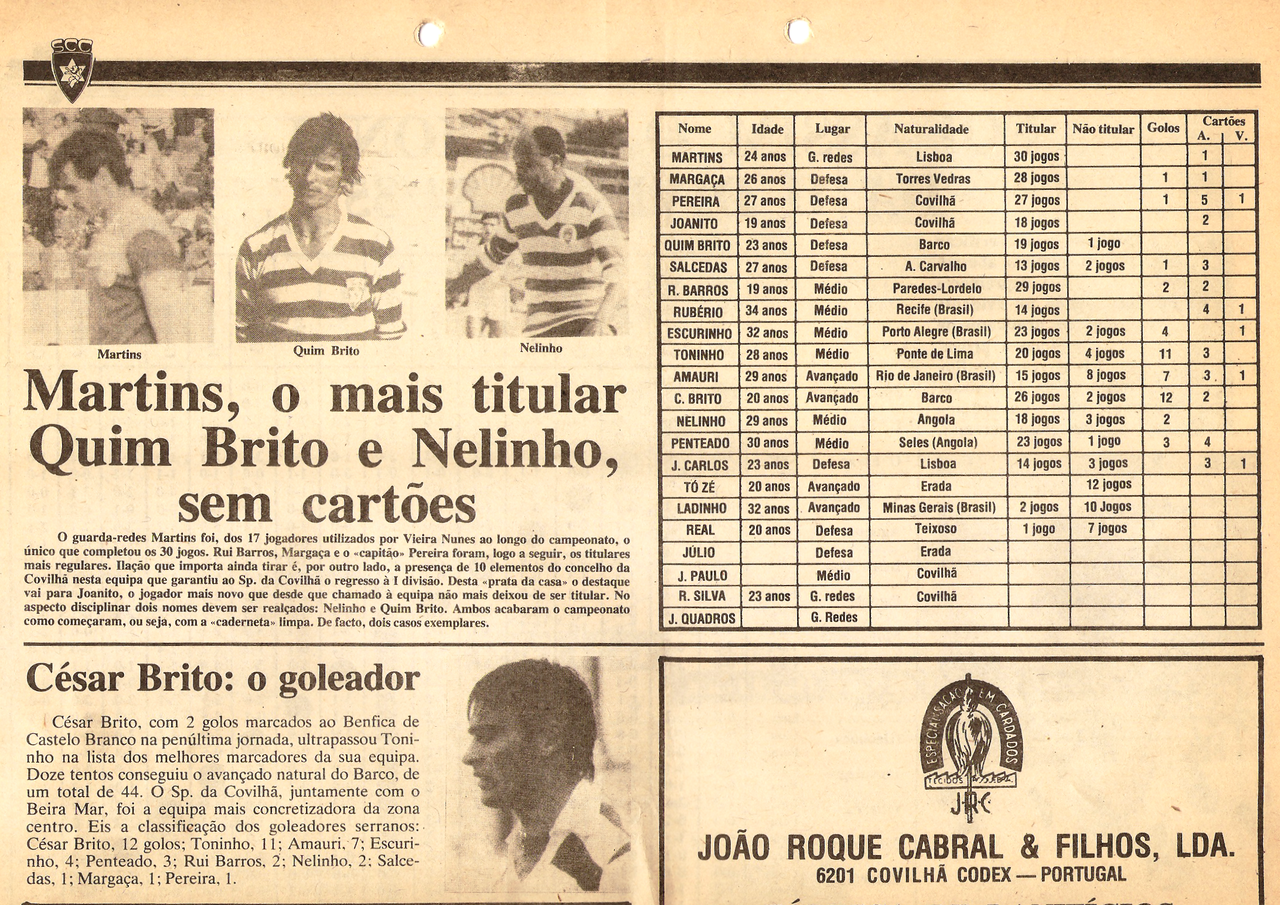 SCC
Martins
Quim Brito
Nelinho
Martins, o mais titular
Quim Brito e Nelinho,
sem cartões
O guarda-redes Martins foi, dos 17 jogadores utilizados por Vieira Nunes ao longo do campeonato, o
único que completou os 30 jogos. Rui Barros, Margaça e o «capitão» Pereira foram, logo a seguir, os titulares
mais regulares. Ilação que importa ainda tirar é, por outro lado, a presença de 10 elementos do concelho da
Covilhã nesta equipa que garantiu ao Sp. da Covilhã o regresso à I divisão. Desta «prata da casa» o destaque
vai para Joanito, o jogador mais novo que desde que chamado à equipa não mais deixou de ser titular. No
aspecto disciplinar dois nomes devem ser realçados: Nelinho e Quim Brito. Ambos acabaram o campeonato
como começaram, ou seja, com a «caderneta» limpa. De facto, dois casos exemplares.
Nome Idade Lugar Naturalidade Titular Não titular Golos Cartões
A. V.
MARTINS 24 anos G. redes Lisboa 30 jogos 1
MARGAÇA 26 anos Defesa Torres Vedras 28 jogos 1 1
PEREIRA 27 anos Defesa Covilhã 27 jogos 1 5 1
JOANITO 19 anos Defesa Covilhã 18 jogos 2
QUIM BRITO 23 anos Defesa Barco 19 jogos 1 jogo
SALCEDAS 27 anos Defesa A. Carvalho 13 jogos 2 jogos 1 3
R. BARROS 19 anos Médio Paredes-Lordelo 29 jogos 2 2
RUBÉRIO 34 anos Médio Recife (Brasil) 14 jogos 4 1
ESCURINHO 32 anos Médio Porto Alegre (Brasil) 23 jogos 2 jogos 4 1
TONINHO 28 anos Médio Ponte de Lima 20 jogos 4 jogos 11 3
AMAURI 29 anos Avançado Rio de Janeiro (Brasil) 15 jogos 8 jogos 7 3 1
C. BRITO 20 anos Avançado Barco 26 jogos 2 jogos 12 2
NELINHO 29 anos Médio Angola 18 jogos 3 jogos 2
PENTEADO 30 anos Médio Seles (Angola) 23 jogos 1 jogo 3 4
J. CARLOS 23 anos Defesa Lisboa 14 jogos 3 jogos 3 1
TÓ ZÉ 20 anos Avançado Erada 12 jogos
LADINHO 32 anos Avançado Minas Gerais (Brasil) 2 jogos 10 Jogos
REAL 20 anos Defesa Teixoso 1 jogo 7 jogos
JÚLIO Defesa Erada
J. PAULO Médio Covilhã
R. SILVA 23 anos G. redes Covilhã
J. QUADROS G. Redes
César Brito: o goleador
César Brito, com 2 golos marcados ao Benfica de
Castelo Branco na penúltima jornada, ultrapassou Toni-
nho na lista dos melhores marcadores da sua equipa.
Doze tentos conseguiu o avançado natural do Barco, de
um total de 44. O Sp. da Covilhã, juntamente com o
Beira Mar, foi a equipa mais concretizadora da zona
centro. Eis a classificação dos goleadores serranos:
César Brito, 12 golos; Toninho, 11; Amauri, 7; Escuri-
nho, 4; Penteado, 3; Rui Barros, 2; Nelinho, 2; Salce-
das, 1; Margaça, 1; Pereira, 1.
ESPECIALISAÇÃO EM CARDADOS
J.R.C
JOÃO ROQUE CABRAL & FILHOS, LDA.
6201 COVILHÃ CODEX — PORTUGAL